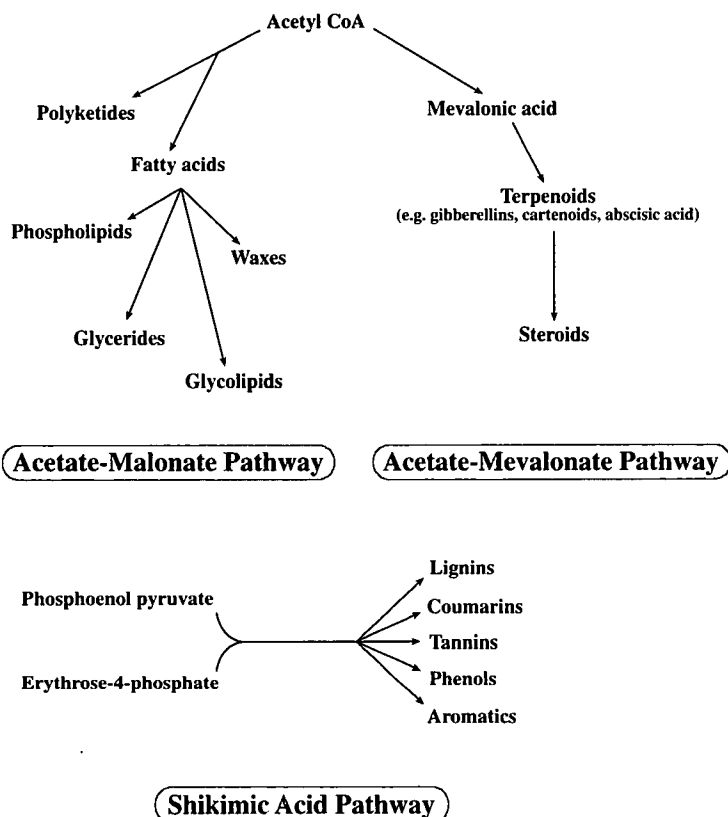 Acetyl CoA
Polyketides
Mevalonic acid
Fatty acids
Terpenoids
(e.g. gibberellins, cartenoids, abscisic acid)
Phospholipids
Waxes
Glycerides
Steroids
Glycolipids
Acetate-Malonate Pathway
Acetate-Mevalonate Pathway
Phosphoenol pyruvate
Erythrose-4-phosphate
Lignins
Coumarins
Tannins
Phenols
Aromatics
Shikimic Acid Pathway